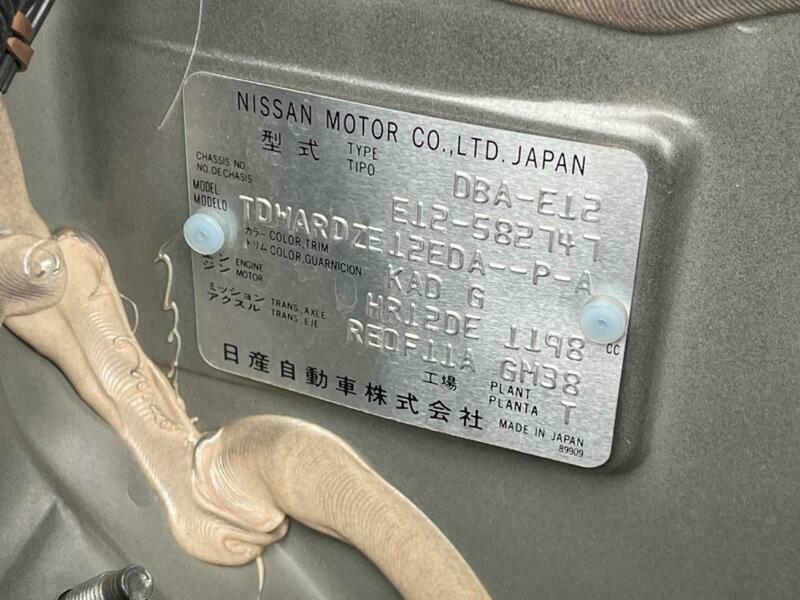 NISSAN MOTOR CO.,LTD. JAPAN
型式 TYPE TIPO DBA-E12
CHASSIS NO. NO. DE CHASIS E12-582747
MODEL MODELO TDWARDZE12EDA--P-A
カラー トリム COLOR, TRIM COLOR, GUARNICION KAD G
エンジン ENGINE MOTOR HR12DE 1198 CC
ミッション アクスル TRANS. AXLE TRANS. EJE RE0F11A GM38
工場 PLANT PLANTA T
日産自動車株式会社 MADE IN JAPAN
89909